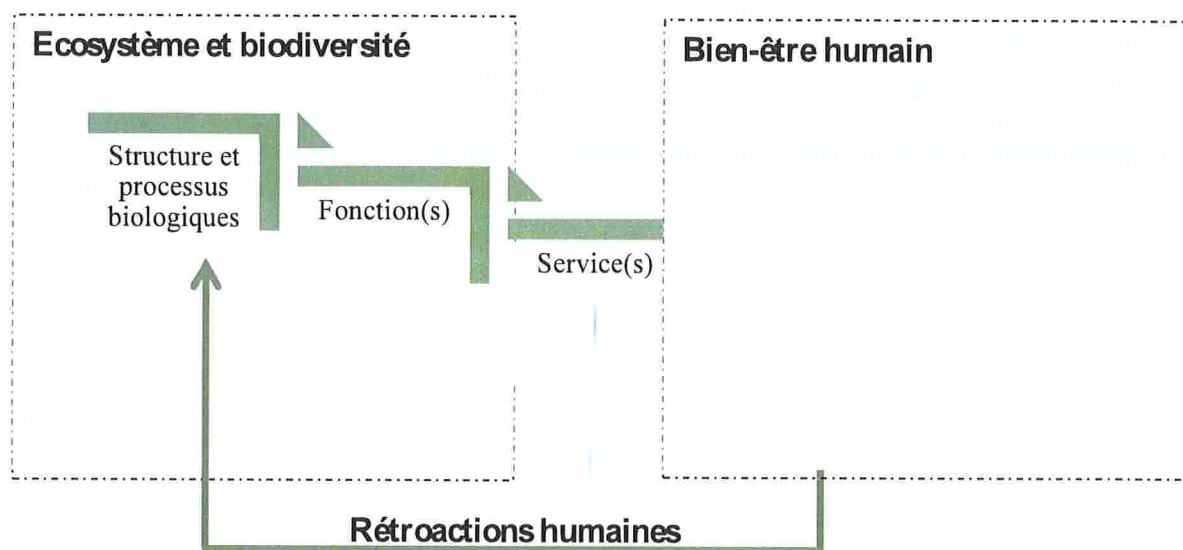 Ecosystème et biodiversité
Bien-être humain
Structure et
processus
biologiques
Fonction(s)
Service(s)
Rétroactions humaines